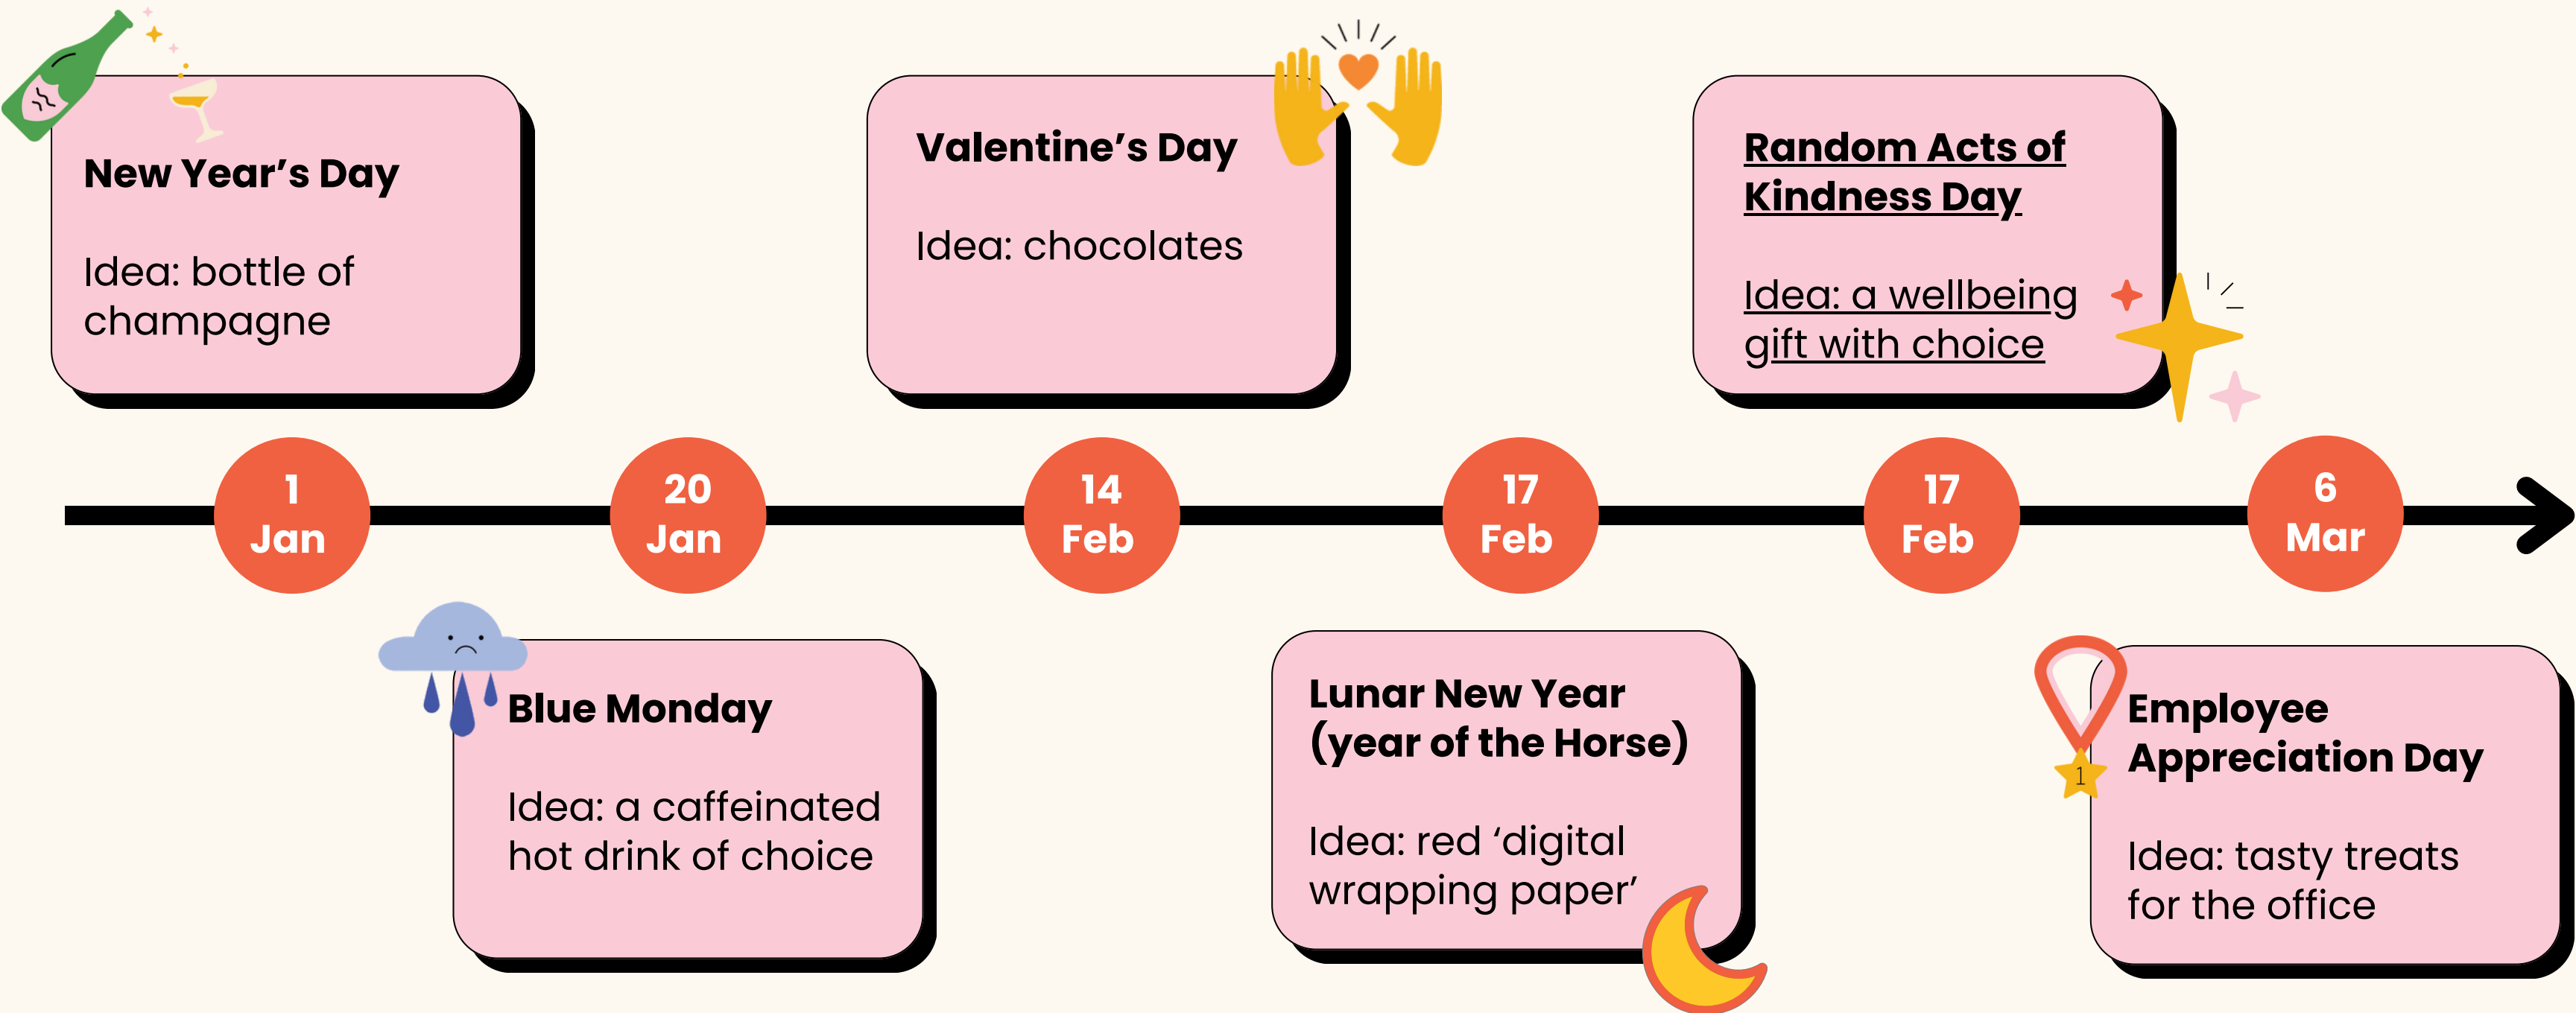 New Year’s Day
Idea: bottle of
champagne
Valentine’s Day
Idea: chocolates
Random Acts of
Kindness Day
Idea: a wellbeing
gift with choice
1
Jan
20
Jan
14
Feb
17
Feb
17
Feb
6
Mar
Blue Monday
Idea: a caffeinated
hot drink of choice
Lunar New Year
(year of the Horse)
Idea: red ‘digital
wrapping paper’
1
Employee
Appreciation Day
Idea: tasty treats
for the office